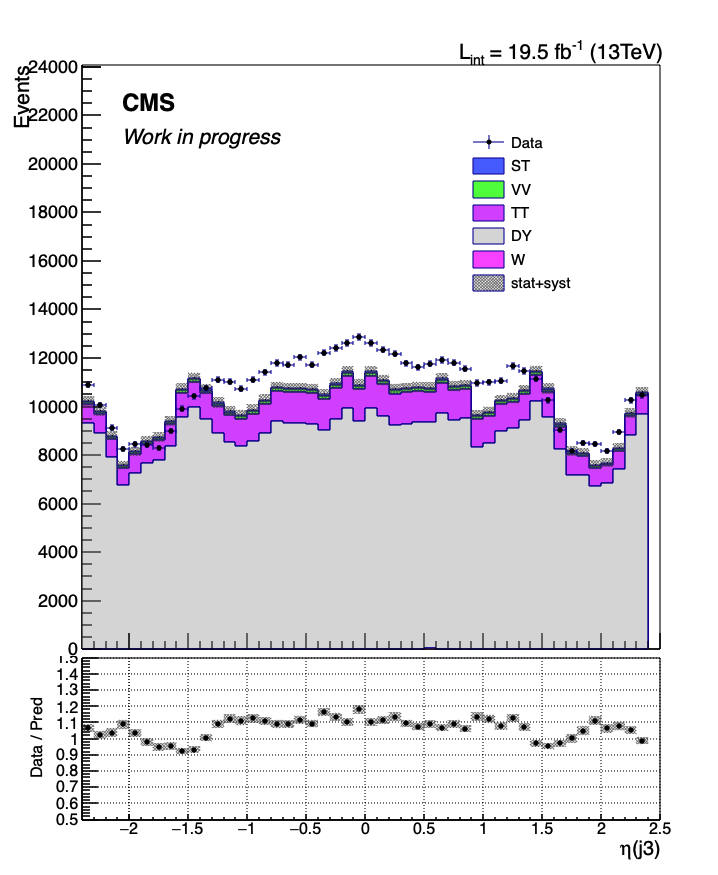 L_int = 19.5 fb^-1 (13TeV)
Events
24000
22000
20000
18000
16000
14000
12000
10000
8000
6000
4000
2000
0
CMS
Work in progress
Data
ST
VV
TT
DY
W
stat+syst
Data / Pred
1.5
1.4
1.3
1.2
1.1
1
0.9
0.8
0.7
0.6
0.5
−2 −1.5 −1 −0.5 0 0.5 1 1.5 2 2.5
η(j3)